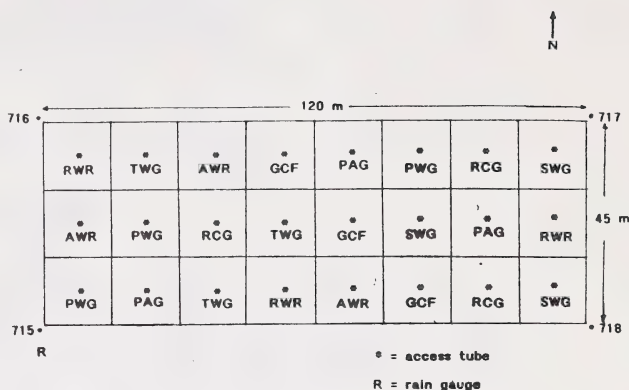 N
120 m
716 717
RWR TWG AWR GCF PAG PWG RCG SWG
AWR PWG RCG TWG GCF SWG PAG RWR
45 m
PWG PAG TWG RWR AWR GCF RCG SWG
715 718
R
* = access tube
R = rain gauge